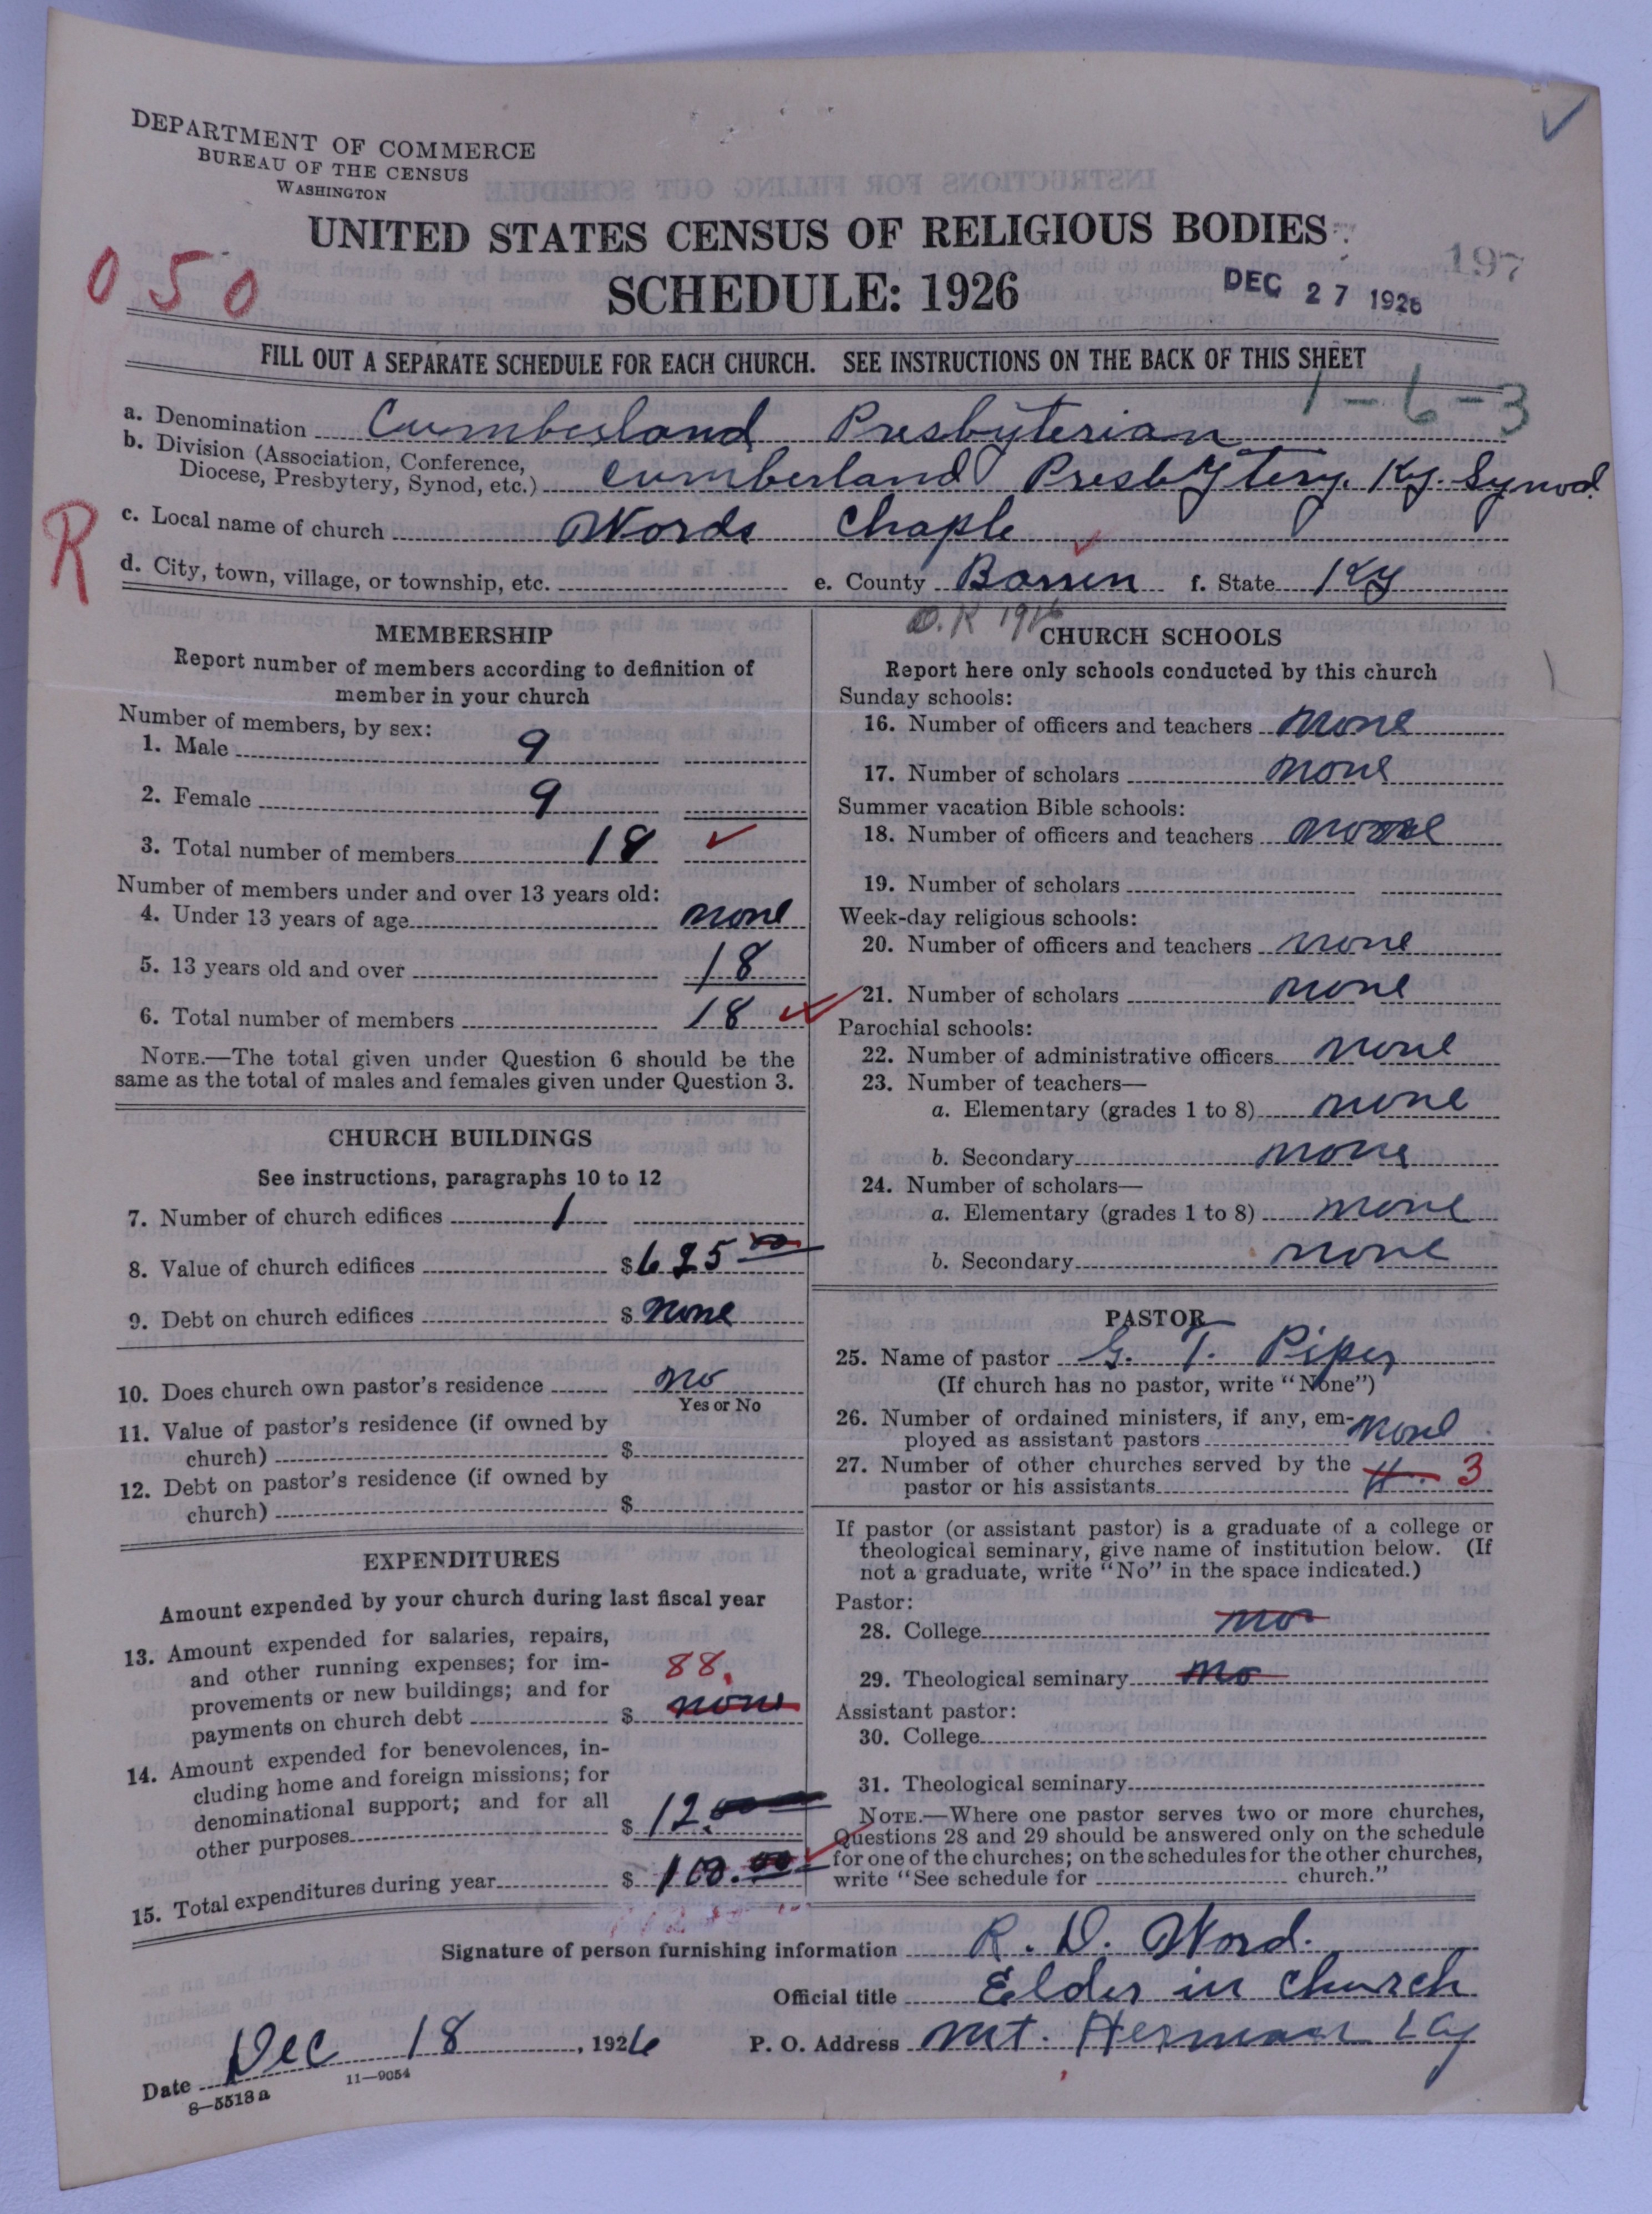 DEPARTMENT OF COMMERCE
BUREAU OF THE CENSUS
WASHINGTON
UNITED STATES CENSUS OF RELIGIOUS BODIES
SCHEDULE: 1926
197
DEC 27 1926
050
FILL OUT A SEPARATE SCHEDULE FOR EACH CHURCH. SEE INSTRUCTIONS ON THE BACK OF THIS SHEET
1-6-3
a. Denomination Cumberland Presbyterian
b. Division (Association, Conference,
Diocese, Presbytery, Synod, etc.) Cumberland Presbytery. Ky. Synod.
R
c. Local name of church Words Chaple
d. City, town, village, or township, etc. e. County Barren f. State Ky
MEMBERSHIP
Report number of members according to definition of
member in your church
Number of members, by sex:
1. Male 9
2. Female 9
3. Total number of members 18
Number of members under and over 13 years old:
4. Under 13 years of age none
5. 13 years old and over 18
6. Total number of members 18
NOTE.—The total given under Question 6 should be the
same as the total of males and females given under Question 3.
CHURCH BUILDINGS
See instructions, paragraphs 10 to 12
7. Number of church edifices 1
8. Value of church edifices $ 625 00
9. Debt on church edifices $ none
10. Does church own pastor's residence no
Yes or No
11. Value of pastor's residence (if owned by
church) $
12. Debt on pastor's residence (if owned by
church) $
EXPENDITURES
Amount expended by your church during last fiscal year
13. Amount expended for salaries, repairs,
and other running expenses; for im-
provements or new buildings; and for
88.
payments on church debt $ none
14. Amount expended for benevolences, in-
cluding home and foreign missions; for
denominational support; and for all
other purposes $ 12.00
15. Total expenditures during year $ 100.00
O.K 1916
CHURCH SCHOOLS
Report here only schools conducted by this church
Sunday schools:
16. Number of officers and teachers none
17. Number of scholars none
Summer vacation Bible schools:
18. Number of officers and teachers none
19. Number of scholars
Week-day religious schools:
20. Number of officers and teachers none
21. Number of scholars none
Parochial schools:
22. Number of administrative officers none
23. Number of teachers—
a. Elementary (grades 1 to 8) none
b. Secondary none
24. Number of scholars—
a. Elementary (grades 1 to 8) none
b. Secondary none
PASTOR
25. Name of pastor G. T. Piper
(If church has no pastor, write "None")
26. Number of ordained ministers, if any, em-
ployed as assistant pastors none
27. Number of other churches served by the
pastor or his assistants 4 3
If pastor (or assistant pastor) is a graduate of a college or
theological seminary, give name of institution below. (If
not a graduate, write "No" in the space indicated.)
Pastor:
28. College no
29. Theological seminary no
Assistant pastor:
30. College
31. Theological seminary
NOTE.—Where one pastor serves two or more churches,
Questions 28 and 29 should be answered only on the schedule
for one of the churches; on the schedules for the other churches,
write "See schedule for church."
Signature of person furnishing information R. D. Word.
Official title Elder in church
Date Dec 18, 1926 P. O. Address Mt. Herman Ky
8—5518a 11—9054